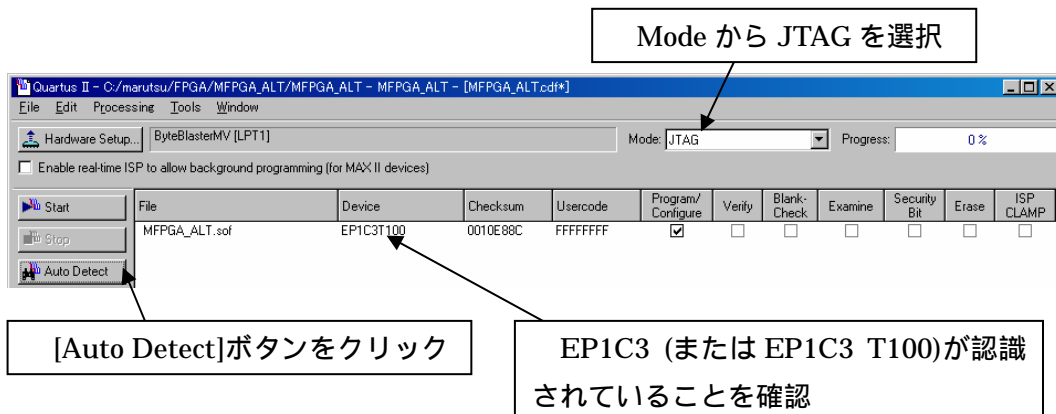 Mode から JTAG を選択
Quartus II - C:/marutsu/FPGA/MFPGA_ALT/MFPGA_ALT - MFPGA_ALT - [MFPGA_ALT.cdf*]
File Edit Processing Tools Window
Hardware Setup... ByteBlasterMV [LPT1] Mode: JTAG Progress: 0 %
Enable real-time ISP to allow background programming (for MAX II devices)
Start
Stop
Auto Detect
File Device Checksum Usercode Program/ Configure Verify Blank- Check Examine Security Bit Erase ISP CLAMP
MFPGA_ALT.sof EP1C3T100 0010E88C FFFFFFFF
[Auto Detect]ボタンをクリック
EP1C3 (または EP1C3 T100)が認識
されていることを確認